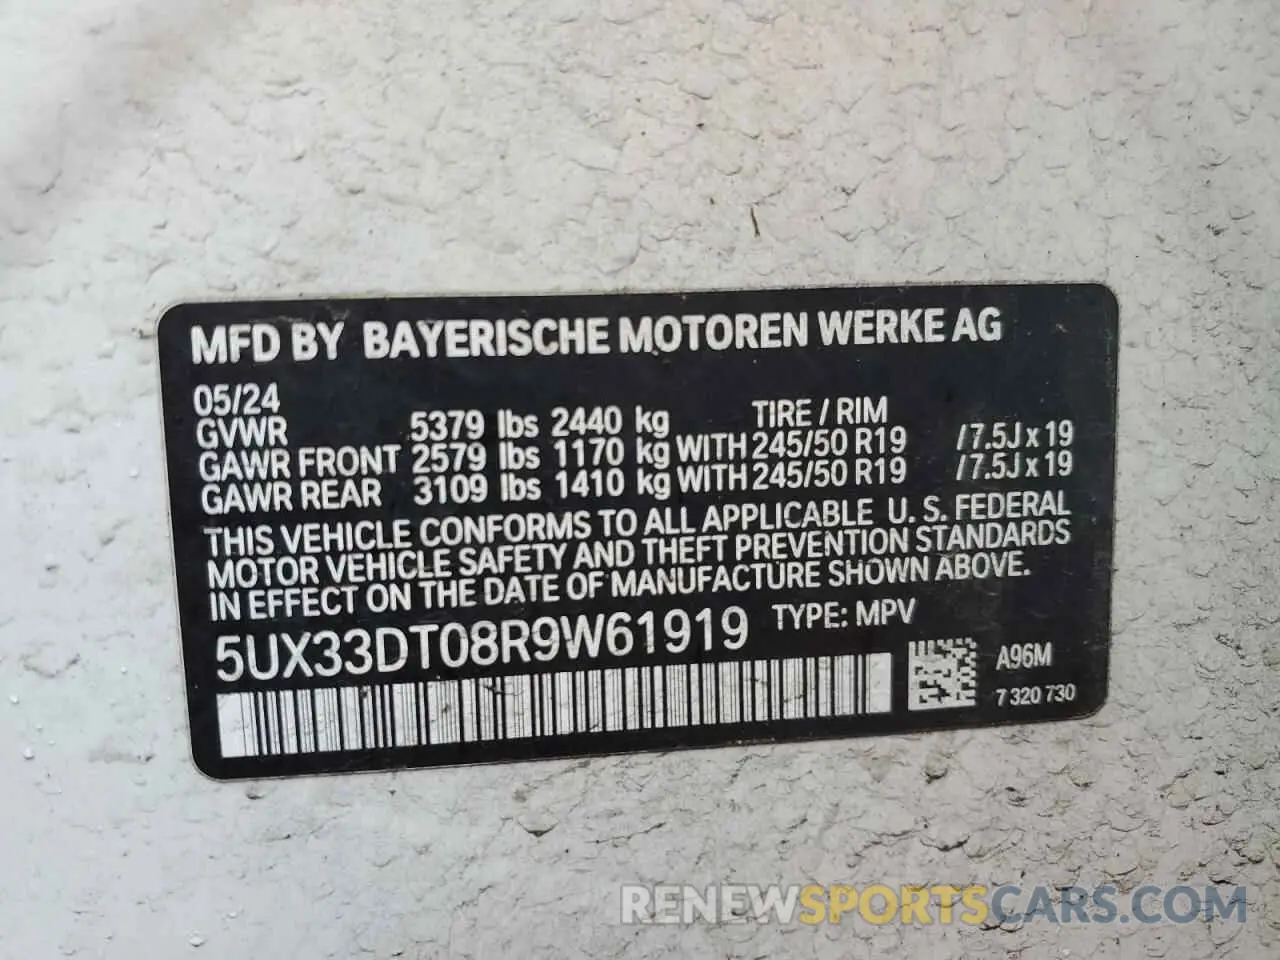 MFD BY BAYERISCHE MOTOREN WERKE AG
05/24
GVWR 5379 lbs 2440 kg TIRE / RIM
GAWR FRONT 2579 lbs 1170 kg WITH 245/50 R19 /7.5J x 19
GAWR REAR 3109 lbs 1410 kg WITH 245/50 R19 /7.5J x 19
THIS VEHICLE CONFORMS TO ALL APPLICABLE U. S. FEDERAL
MOTOR VEHICLE SAFETY AND THEFT PREVENTION STANDARDS
IN EFFECT ON THE DATE OF MANUFACTURE SHOWN ABOVE.
5UX33DT08R9W61919 TYPE: MPV
A96M
7 320 730
RENEWSPORTSCARS.COM